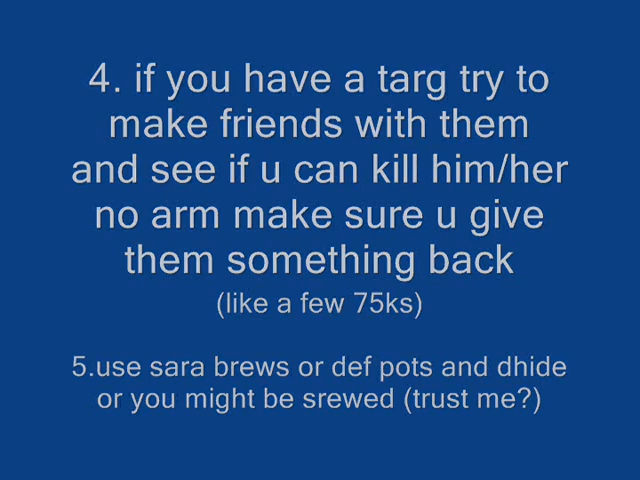 4. if you have a targ try to
make friends with them
and see if u can kill him/her
no arm make sure u give
them something back
(like a few 75ks)
5.use sara brews or def pots and dhide
or you might be srewed (trust me?)